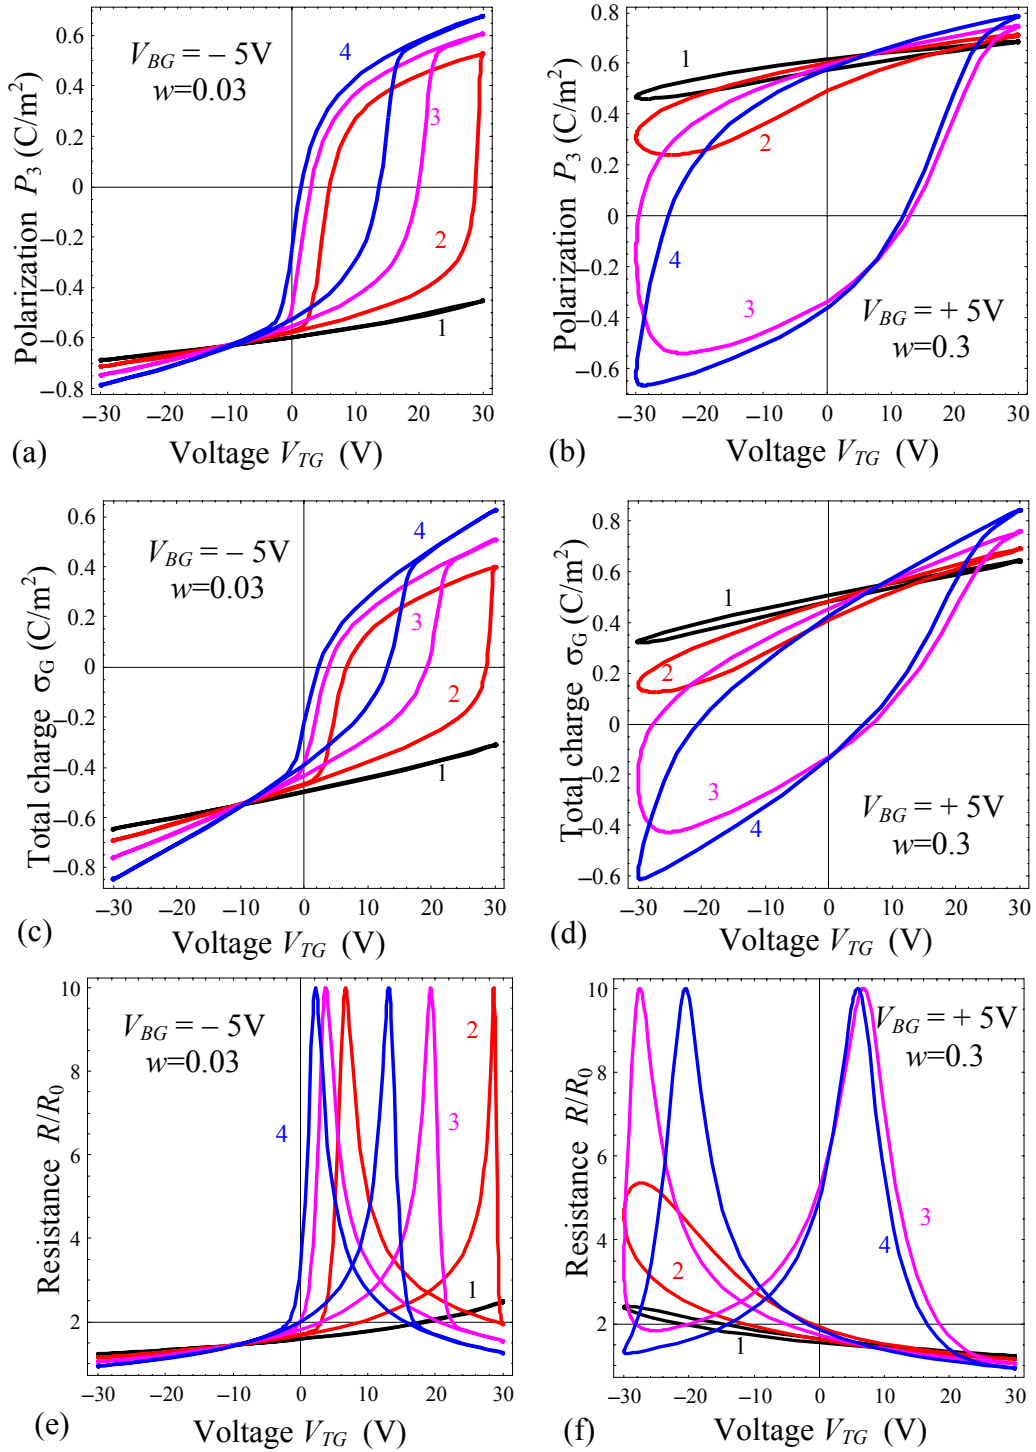 Polarization P₃ (C/m²)
0.6
0.4
0.2
0
−0.2
−0.4
−0.6
−0.8
V_BG = − 5V
w=0.03
4
3
2
1
−30 −20 −10 0 10 20 30
(a) Voltage V_TG (V)
Polarization P₃ (C/m²)
0.8
0.6
0.4
0.2
0
−0.2
−0.4
−0.6
1
2
4
3
V_BG = + 5V
w=0.3
−30 −20 −10 0 10 20 30
(b) Voltage V_TG (V)
Total charge σ_G (C/m²)
0.6
0.4
0.2
0
−0.2
−0.4
−0.6
−0.8
V_BG = − 5V
w=0.03
4
3
2
1
−30 −20 −10 0 10 20 30
(c) Voltage V_TG (V)
Total charge σ_G (C/m²)
0.8
0.6
0.4
0.2
0
−0.2
−0.4
−0.6
1
2
3
4
V_BG = + 5V
w=0.3
−30 −20 −10 0 10 20 30
(d) Voltage V_TG (V)
Resistance R/R₀
10
8
6
4
2
V_BG = − 5V
w=0.03
2
3
4
1
−30 −20 −10 0 10 20 30
(e) Voltage V_TG (V)
Resistance R/R₀
10
8
6
4
2
V_BG = + 5V
w=0.3
3
4
2
1
−30 −20 −10 0 10 20 30
(f) Voltage V_TG (V)